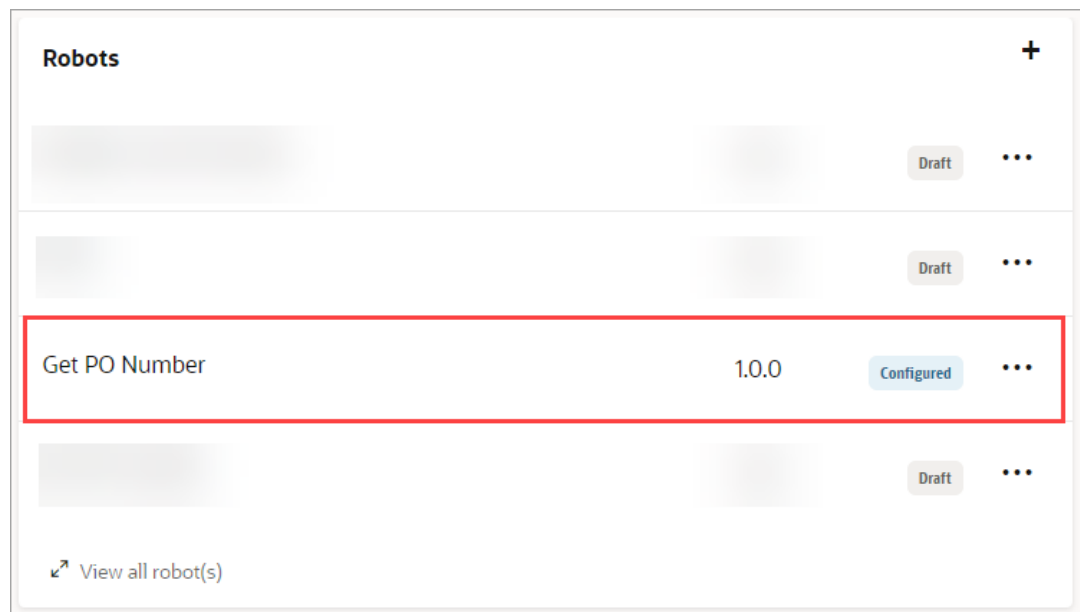 Robots +
Draft ...
Draft ...
Get PO Number 1.0.0 Configured ...
Draft ...
View all robot(s)